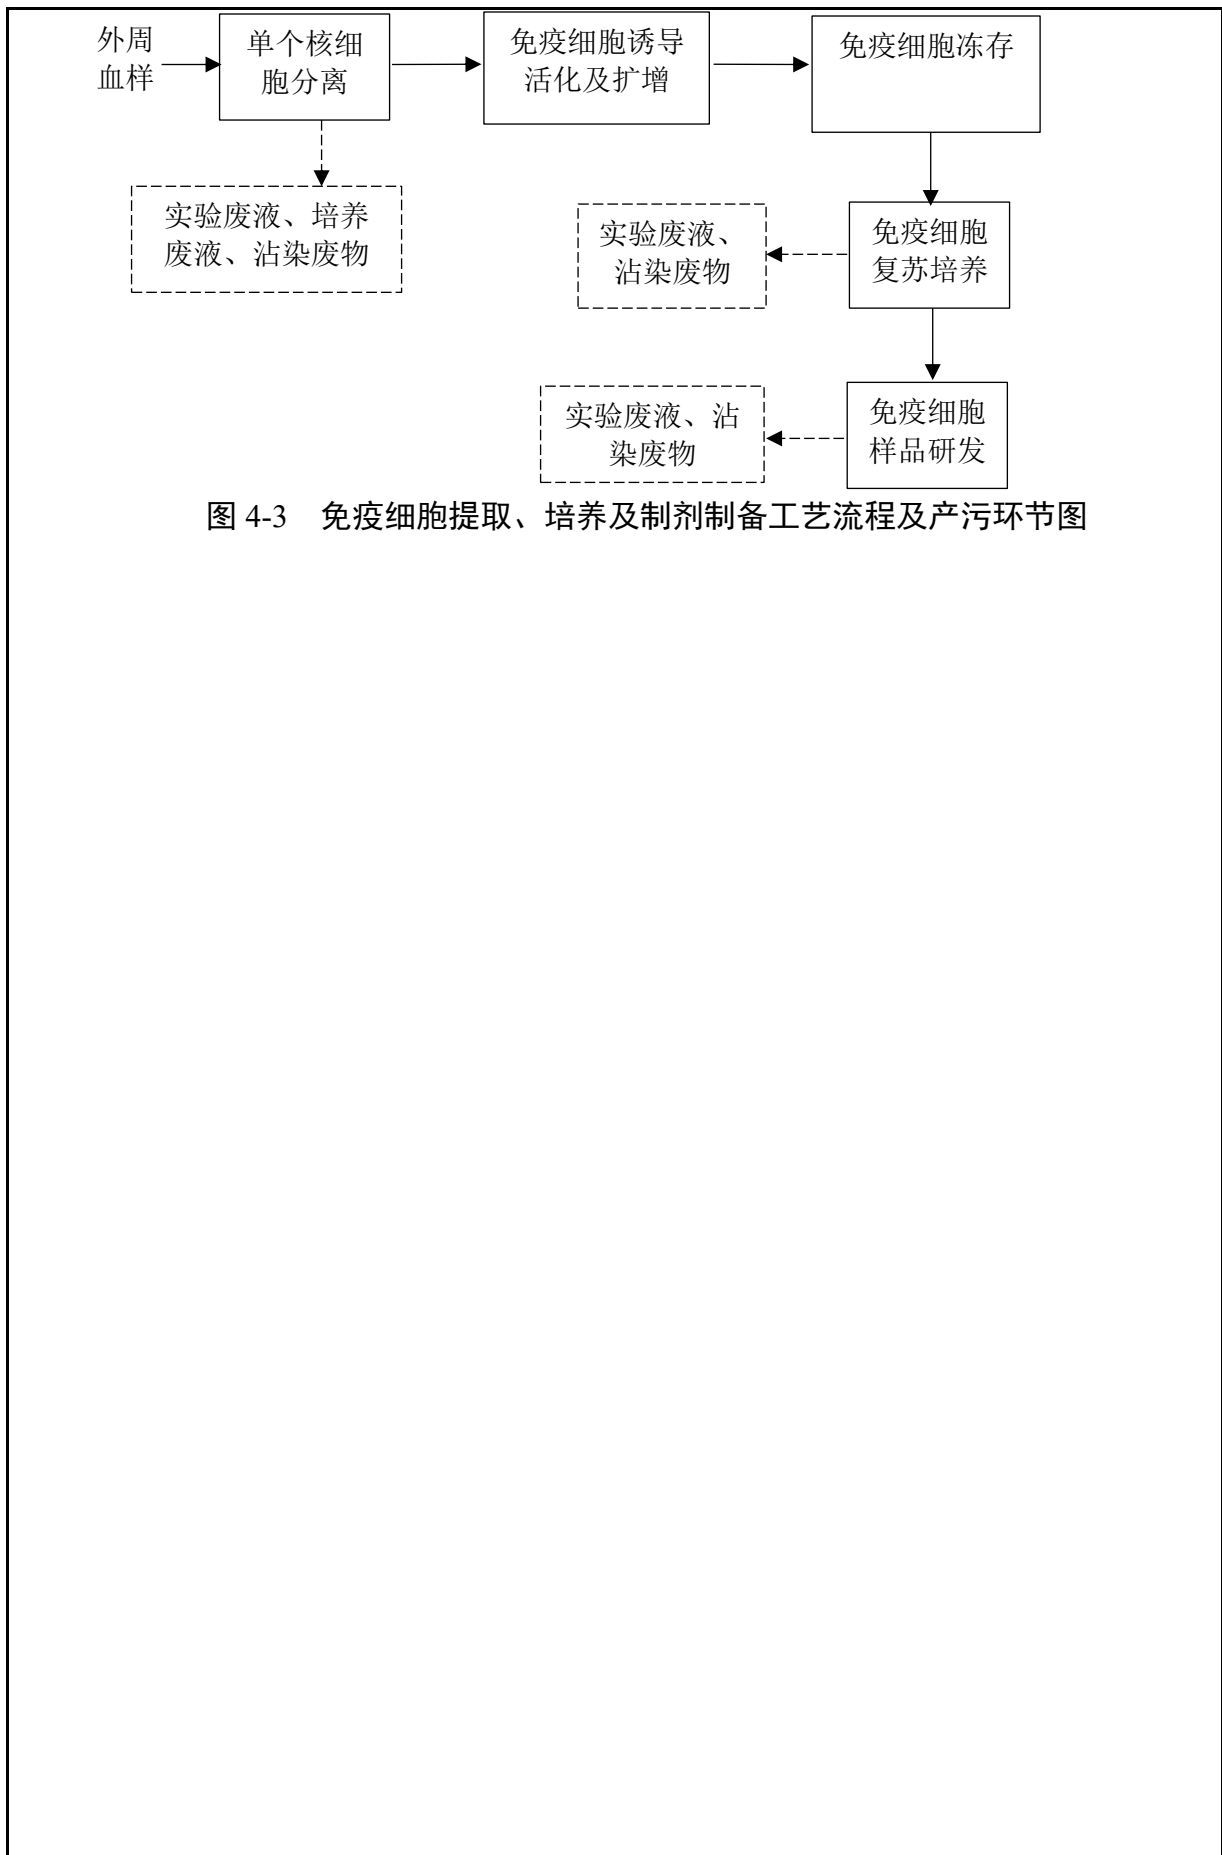 外周
血样
单个核细
胞分离
免疫细胞诱导
活化及扩增
免疫细胞冻存
实验废液、培养
废液、沾染废物
实验废液、
沾染废物
免疫细胞
复苏培养
实验废液、沾
染废物
免疫细胞
样品研发
图 4-3 免疫细胞提取、培养及制剂制备工艺流程及产污环节图